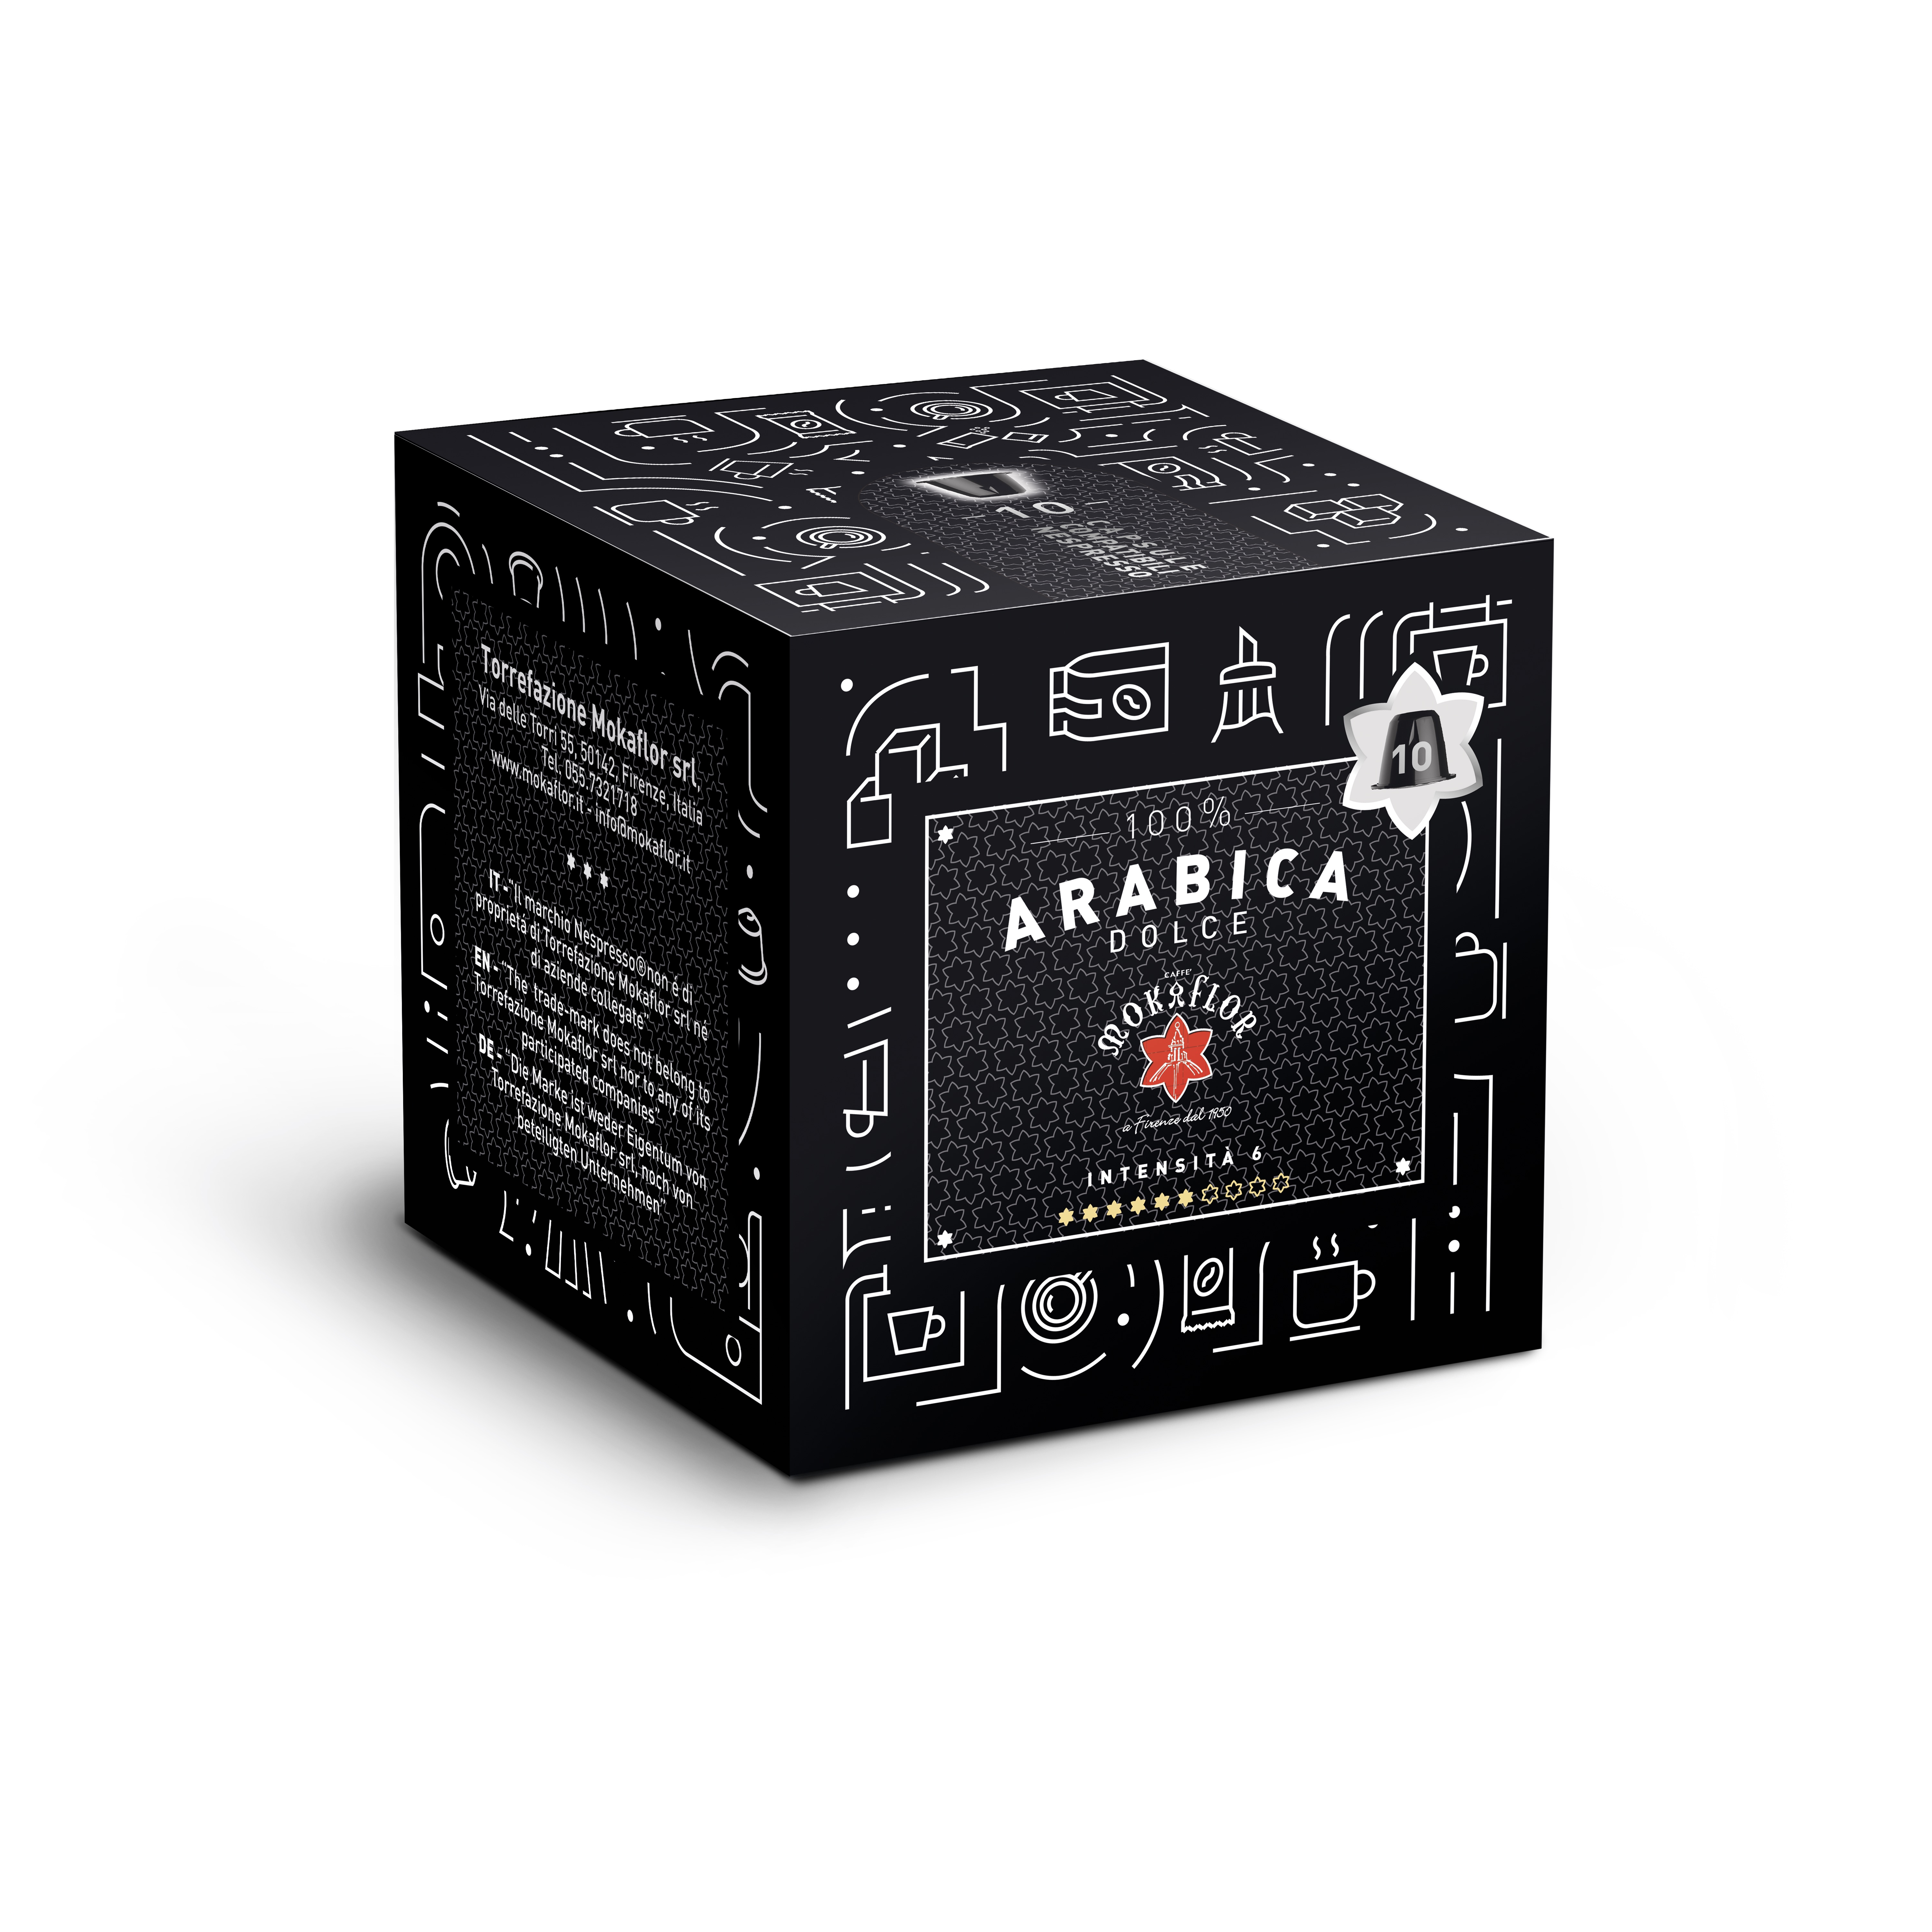 10
CAPSULE
COMPATIBILI
NESPRESSO
Torrefazione Mokaflor srl,
Via delle Torri 55, 50142, Firenze, Italia
Tel. 055.7321718
www.mokaflor.it - info@mokaflor.it
IT - "Il marchio Nespresso®non é di
proprietà di Torrefazione Mokaflor srl né
di aziende collegate"
EN - "The trade-mark does not belong to
Torrefazione Mokaflor srl nor to any of its
participated companies"
DE - "Die Marke ist weder Eigentum von
Torrefazione Mokaflor srl, noch von
beteiligten Unternehmen"
10
100%
ARABICA
DOLCE
CAFFE'
MOKAFLOR
a Firenze dal 1950
INTENSITÀ 6